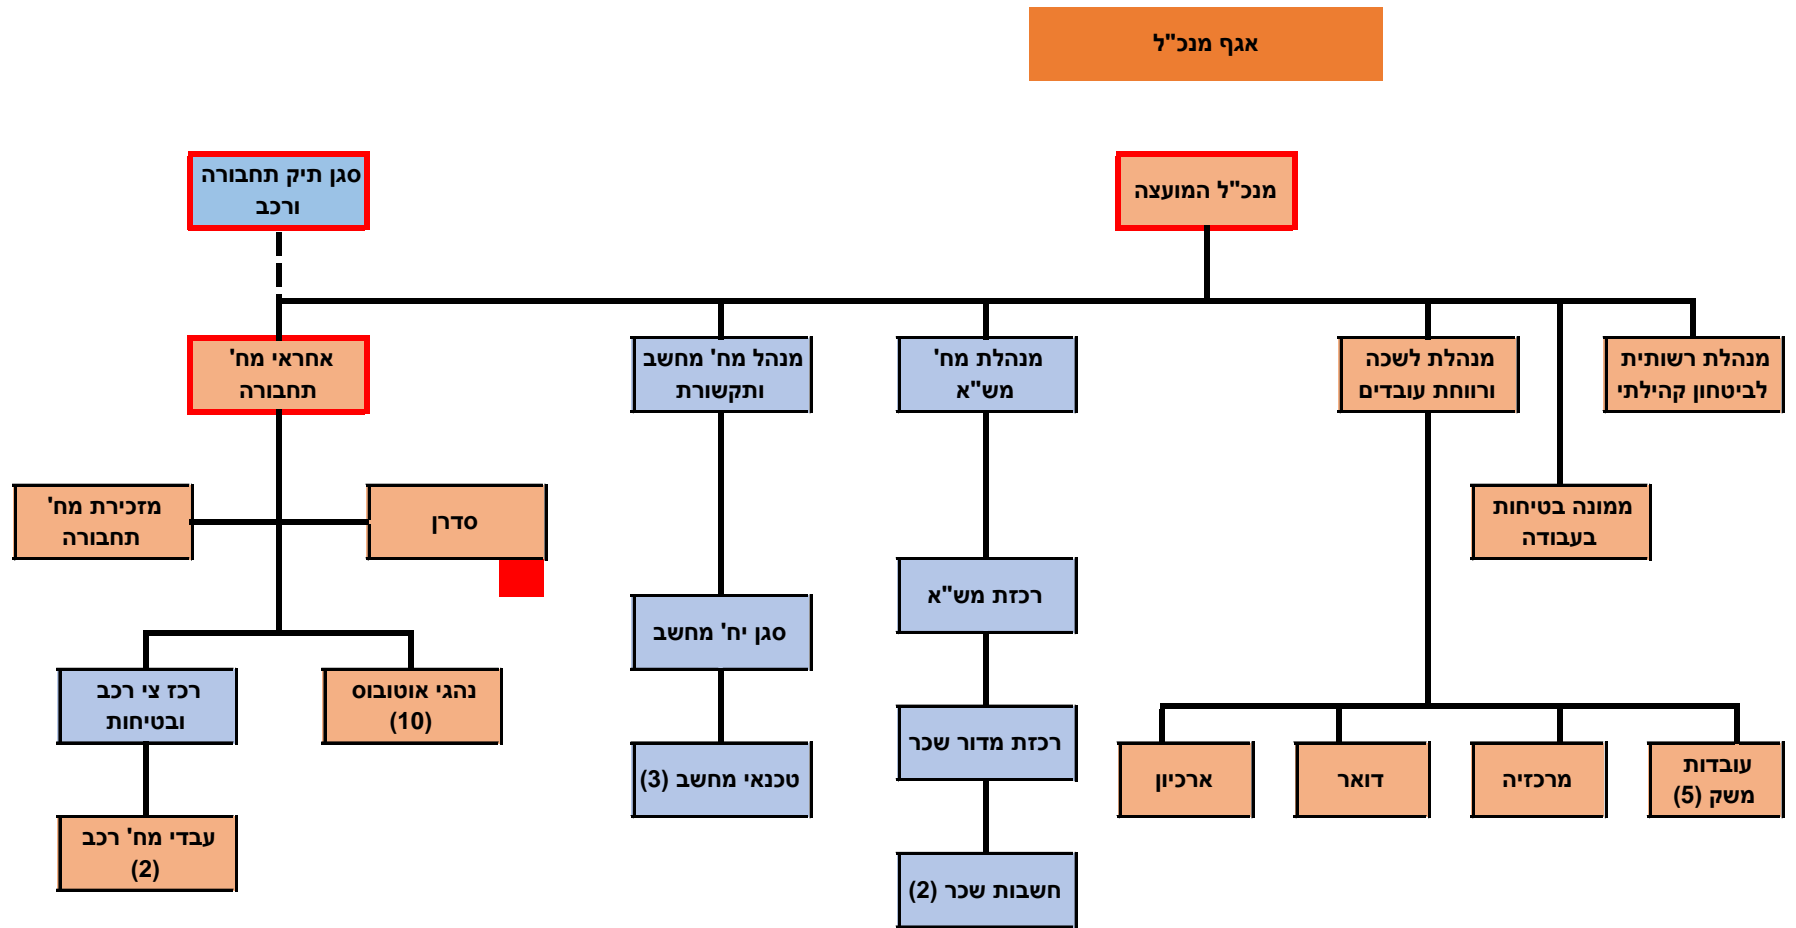 אגף מנכ"ל
מנכ"ל המועצה
סגן תיק תחבורה
ורכב
מנהלת רשותית
לביטחון קהילתי
מנהלת לשכה
ורווחת עובדים
מנהלת מח'
מש"א
מנהל מח' מחשב
ותקשורת
אחראי מח'
תחבורה
ממונה בטיחות
בעבודה
סדרן
מזכירת מח'
תחבורה
רכזת מש"א
סגן יח' מחשב
נהגי אוטובוס
(10)
רכז צי רכב
ובטיחות
רכזת מדור שכר
עובדות
משק (5)
מרכזיה
דואר
ארכיון
טכנאי מחשב (3)
עבדי מח' רכב
(2)
חשבות שכר (2)